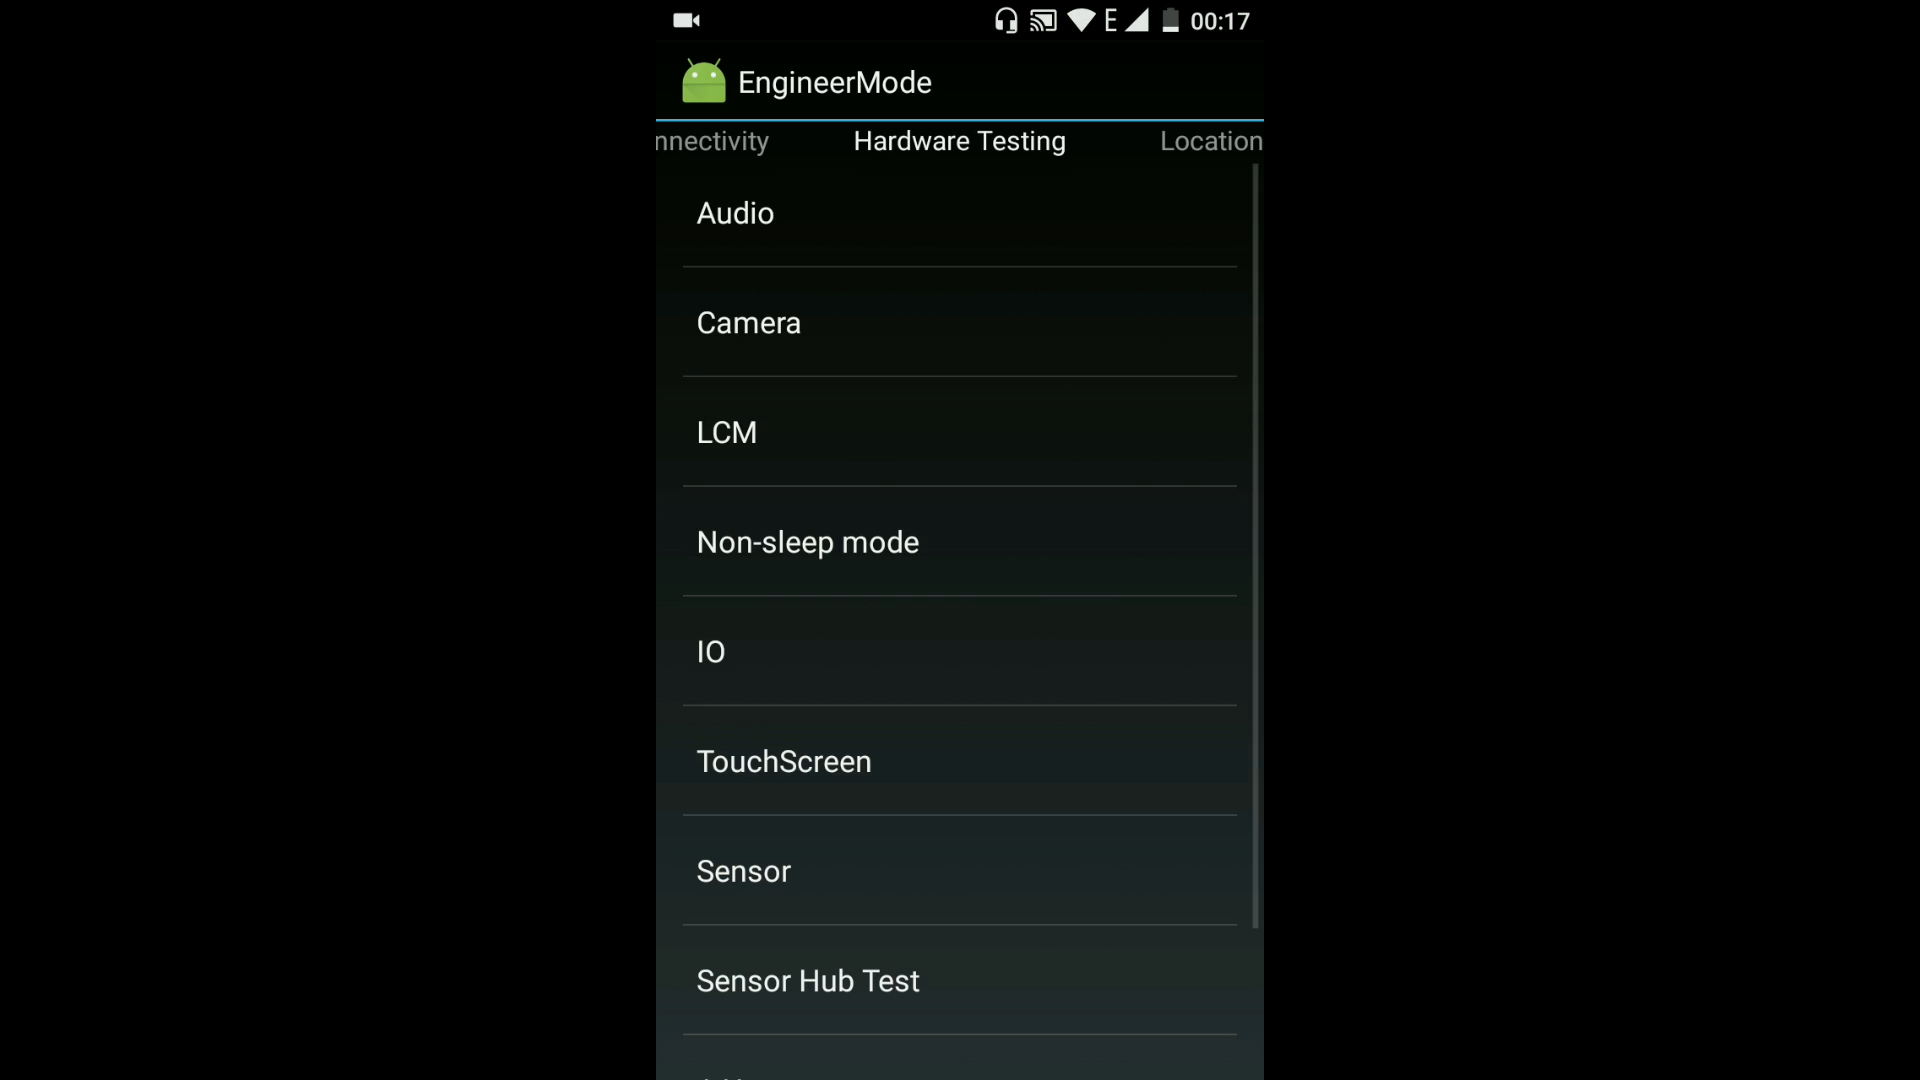 E 00:17
EngineerMode
nnectivity Hardware Testing Location
Audio
Camera
LCM
Non-sleep mode
IO
TouchScreen
Sensor
Sensor Hub Test